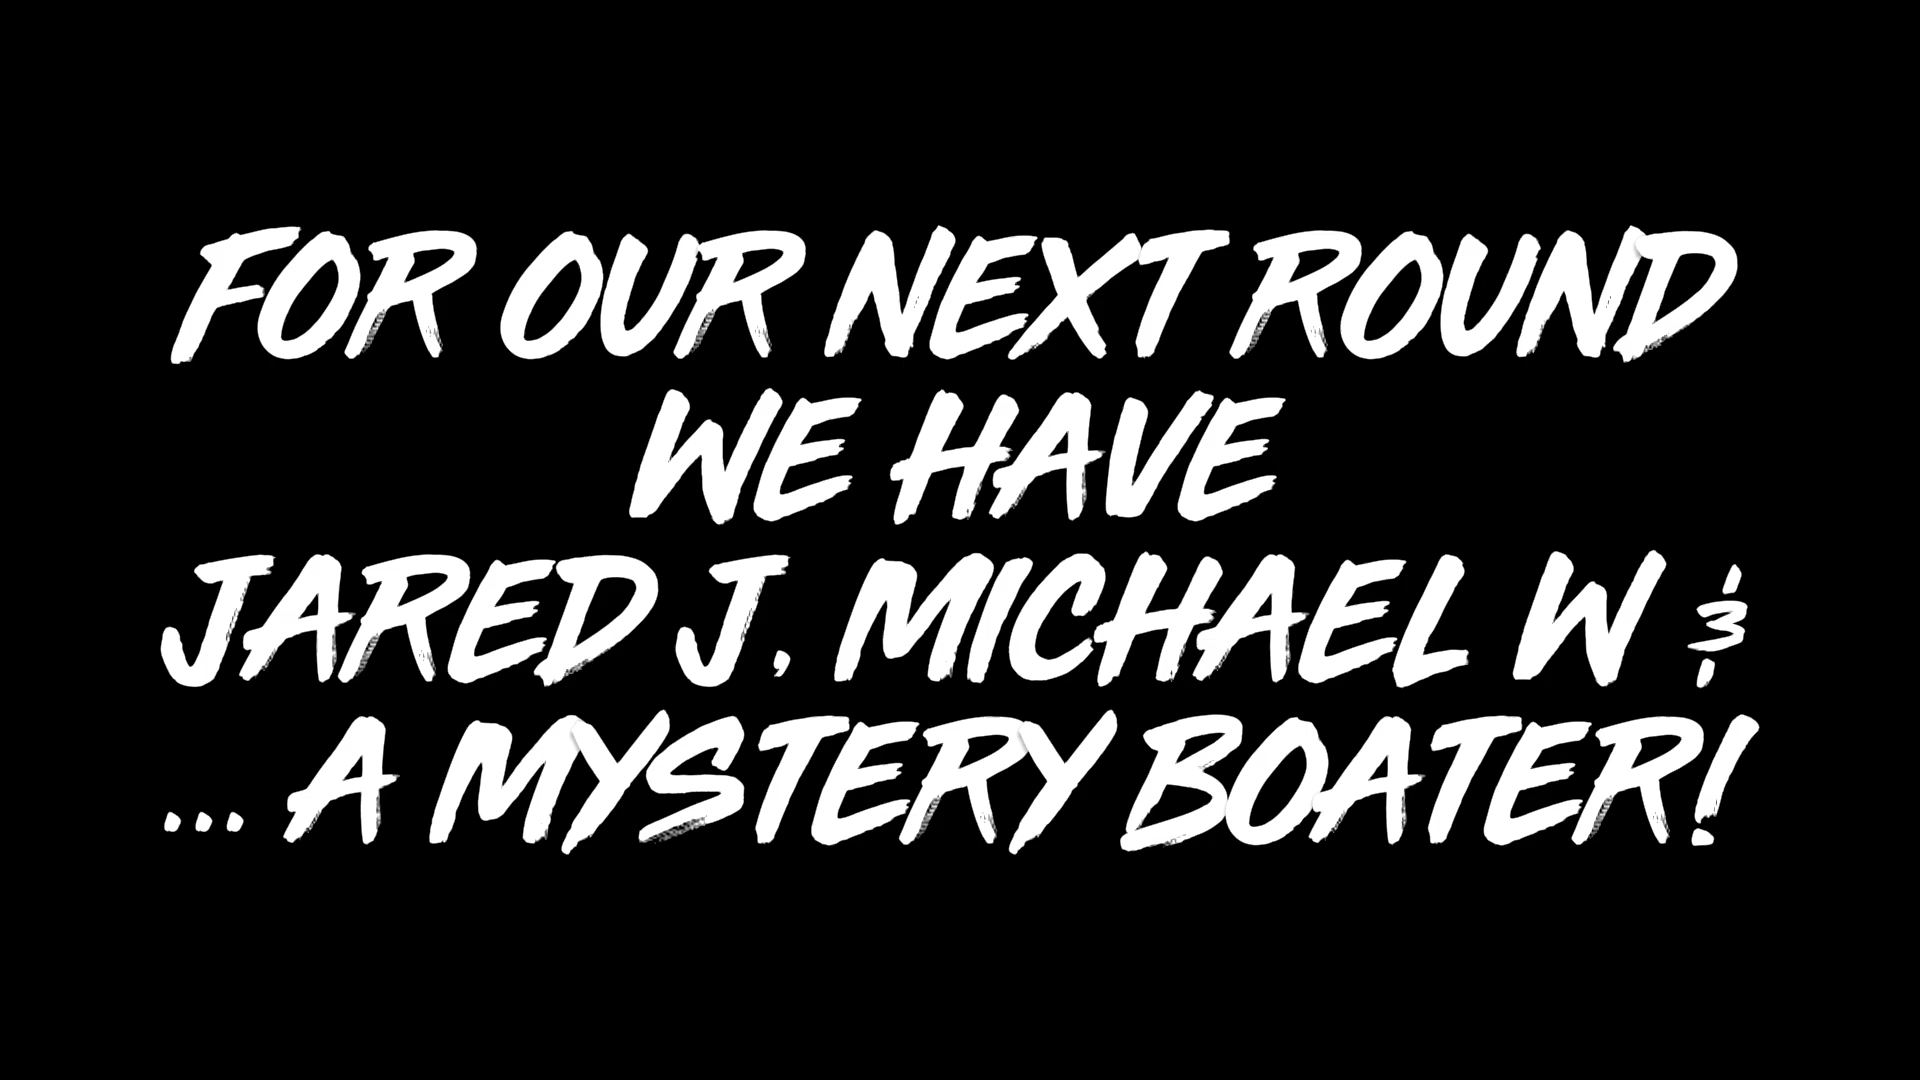 FOR OUR NEXT ROUND
WE HAVE
JARED J, MICHAEL W &
... A MYSTERY BOATER!